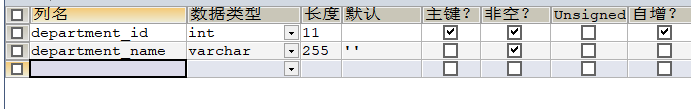 列名 数据类型 长度 默认 主键? 非空? Unsigned 自增?
department_id int 11
department_name varchar 255 ''